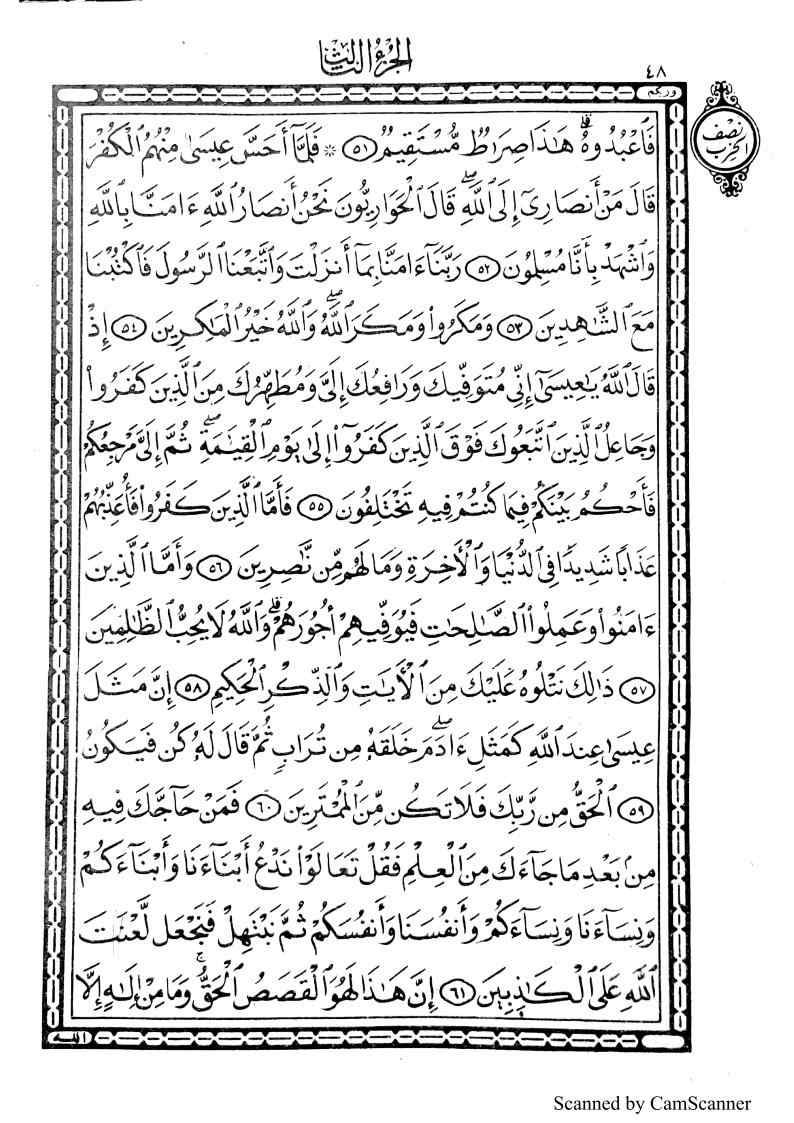 الجزء الثالث
٤٨
وربكم
نصف
الحزب
فَاعْبُدُوهُ ۗ هَٰذَا صِرَاطٌ مُّسْتَقِيمٌ ٥١ ۞ فَلَمَّآ أَحَسَّ عِيسَىٰ مِنْهُمُ ٱلْكُفْرَ
قَالَ مَنْ أَنصَارِىٓ إِلَى ٱللَّهِ ۖ قَالَ ٱلْحَوَارِيُّونَ نَحْنُ أَنصَارُ ٱللَّهِ ءَامَنَّا بِٱللَّهِ
وَٱشْهَدْ بِأَنَّا مُسْلِمُونَ ٥٢ رَبَّنَآ ءَامَنَّا بِمَآ أَنزَلْتَ وَٱتَّبَعْنَا ٱلرَّسُولَ فَٱكْتُبْنَا
مَعَ ٱلشَّٰهِدِينَ ٥٣ وَمَكَرُوا۟ وَمَكَرَ ٱللَّهُ ۖ وَٱللَّهُ خَيْرُ ٱلْمَٰكِرِينَ ٥٤ إِذْ
قَالَ ٱللَّهُ يَٰعِيسَىٰٓ إِنِّى مُتَوَفِّيكَ وَرَافِعُكَ إِلَىَّ وَمُطَهِّرُكَ مِنَ ٱلَّذِينَ كَفَرُوا۟
وَجَاعِلُ ٱلَّذِينَ ٱتَّبَعُوكَ فَوْقَ ٱلَّذِينَ كَفَرُوٓا۟ إِلَىٰ يَوْمِ ٱلْقِيَٰمَةِ ۖ ثُمَّ إِلَىَّ مَرْجِعُكُمْ
فَأَحْكُمُ بَيْنَكُمْ فِيمَا كُنتُمْ فِيهِ تَخْتَلِفُونَ ٥٥ فَأَمَّا ٱلَّذِينَ كَفَرُوا۟ فَأُعَذِّبُهُمْ
عَذَابًا شَدِيدًا فِى ٱلدُّنْيَا وَٱلْأٓخِرَةِ وَمَا لَهُم مِّن نَّٰصِرِينَ ٥٦ وَأَمَّا ٱلَّذِينَ
ءَامَنُوا۟ وَعَمِلُوا۟ ٱلصَّٰلِحَٰتِ فَيُوَفِّيهِمْ أُجُورَهُمْ ۗ وَٱللَّهُ لَا يُحِبُّ ٱلظَّٰلِمِينَ
٥٧ ذَٰلِكَ نَتْلُوهُ عَلَيْكَ مِنَ ٱلْأٓيَٰتِ وَٱلذِّكْرِ ٱلْحَكِيمِ ٥٨ إِنَّ مَثَلَ
عِيسَىٰ عِندَ ٱللَّهِ كَمَثَلِ ءَادَمَ ۖ خَلَقَهُۥ مِن تُرَابٍ ثُمَّ قَالَ لَهُۥ كُن فَيَكُونُ
٥٩ ٱلْحَقُّ مِن رَّبِّكَ فَلَا تَكُن مِّنَ ٱلْمُمْتَرِينَ ٦٠ فَمَنْ حَآجَّكَ فِيهِ
مِنۢ بَعْدِ مَا جَآءَكَ مِنَ ٱلْعِلْمِ فَقُلْ تَعَالَوْا۟ نَدْعُ أَبْنَآءَنَا وَأَبْنَآءَكُمْ
وَنِسَآءَنَا وَنِسَآءَكُمْ وَأَنفُسَنَا وَأَنفُسَكُمْ ثُمَّ نَبْتَهِلْ فَنَجْعَل لَّعْنَتَ
ٱللَّهِ عَلَى ٱلْكَٰذِبِينَ ٦١ إِنَّ هَٰذَا لَهُوَ ٱلْقَصَصُ ٱلْحَقُّ ۚ وَمَا مِنْ إِلَٰهٍ إِلَّا
الله
Scanned by CamScanner